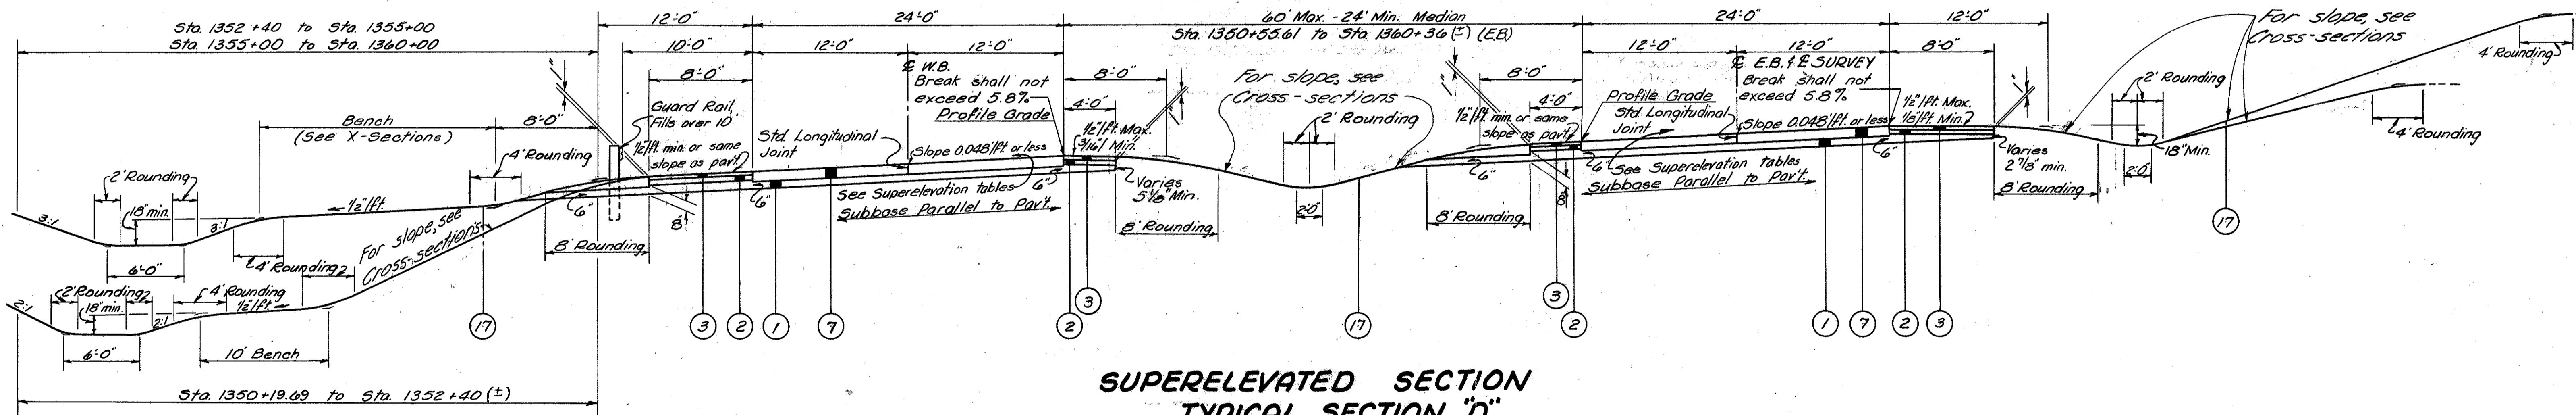 Sta. 1352+40 to Sta. 1355+00
Sta. 1355+00 to Sta. 1360+00
12'-0"
24'-0"
60' Max. - 24' Min. Median
Sta. 1350+55.61 to Sta. 1360+36 (±) (E.B.)
24'-0"
12'-0"
For slope, see
Cross-sections
4' Rounding
10'-0"
12'-0"
12'-0"
12'-0"
12'-0"
8'-0"
8'-0"
8'-0"
8'-0"
℄ W.B.
Break shall not
exceed 5.8%
Profile Grade
4'-0"
1/2"/ft. Max.
3/16"/ Min.
For slope, see
Cross-sections
2' Rounding
4'-0"
Profile Grade
1/2"/ft. min. or same
slope as pav't.
Std. Longitudinal
Joint
℄ E.B. & ℄ SURVEY
Break shall not
exceed 5.8%
1/2"/ft. Max.
1/8"/ft. Min.
2' Rounding
4' Rounding
Guard Rail,
Fills over 10'
1/2"/ft. min. or same
slope as pav't.
Std. Longitudinal
Joint
Slope 0.048'/ft or less
Slope 0.048'/ft or less
Bench
(See X-Sections)
8'-0"
4' Rounding
2' Rounding
18" min.
3:1
3:1
1/2"/ft.
6'-0"
4' Rounding
For slope, see
Cross-sections
6"
6"
8"
8' Rounding
See Superelevation tables
Subbase Parallel to Pav't.
6"
Varies
5 1/8" Min.
8' Rounding
2'-0"
8' Rounding
6"
8"
6"
See Superelevation tables
Subbase Parallel to Pav't.
6"
Varies
2 7/8" min.
8' Rounding
18" Min.
2'-0"
17
2' Rounding
4' Rounding
18" min.
1/2"/ft.
2:1
2:1
6'-0"
10' Bench
17
3
2
1
7
2
3
17
3
2
1
7
2
3
Sta. 1350+19.69 to Sta. 1352+40 (±)
SUPERELEVATED SECTION
TYPICAL SECTION "D"